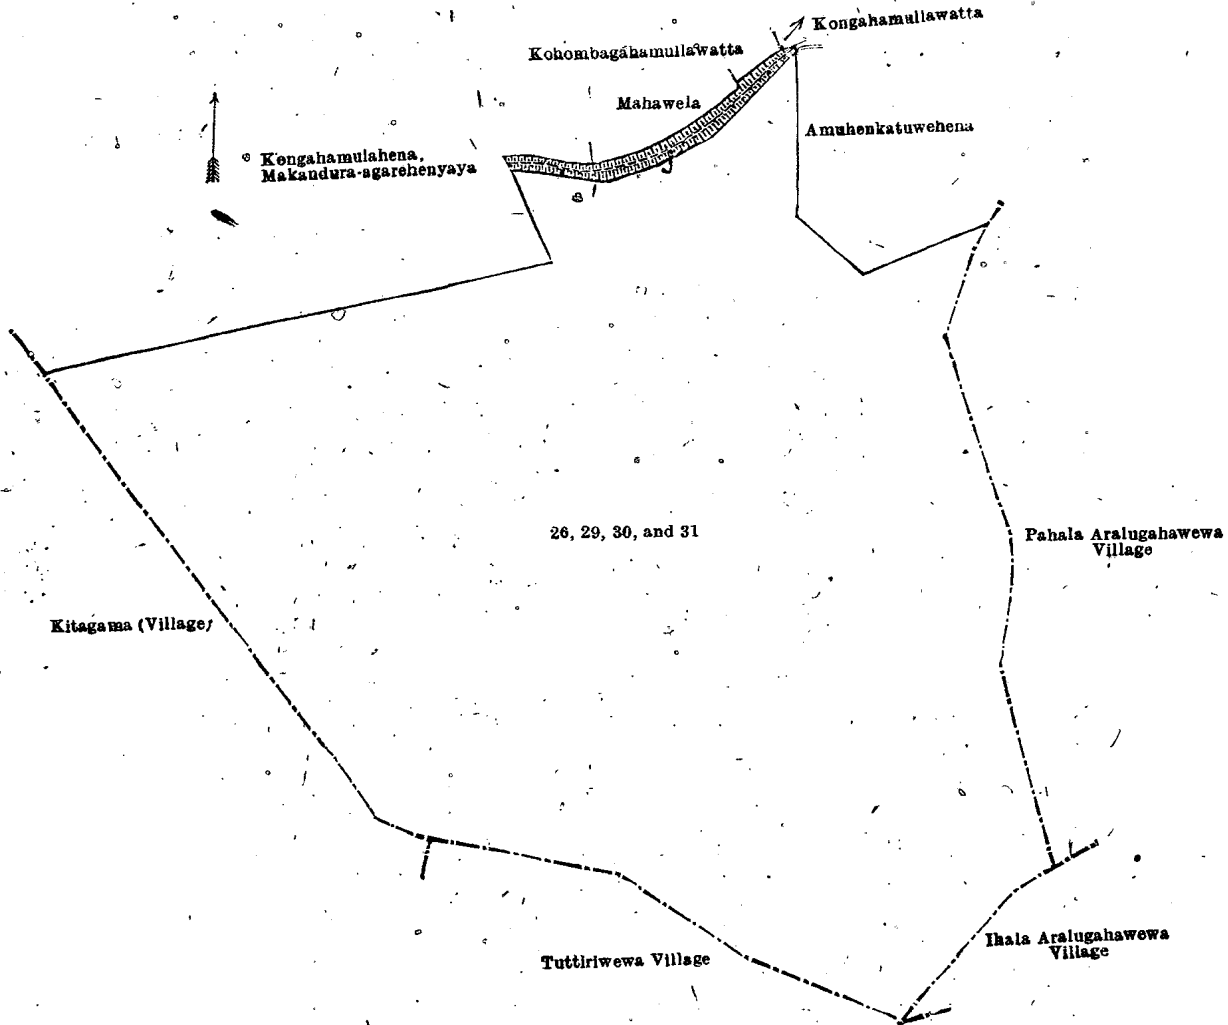 Kongahamullawatta
Kohombagahamullawatta
Mahawela
Amuhenkatuwehena
Kongahamulahena,
Makandura-agarehenyaya
26, 29, 30, and 31
Pahala Aralugahawewa
Village
Kitagama (Village)
Ihala Aralugahawewa
Village
Tuttiriwewa Village